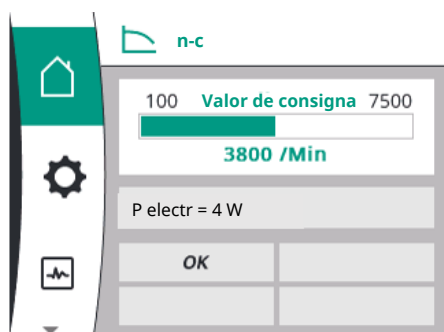 n-c
100 Valor de consigna 7500
3800 /Min
P electr = 4 W
OK